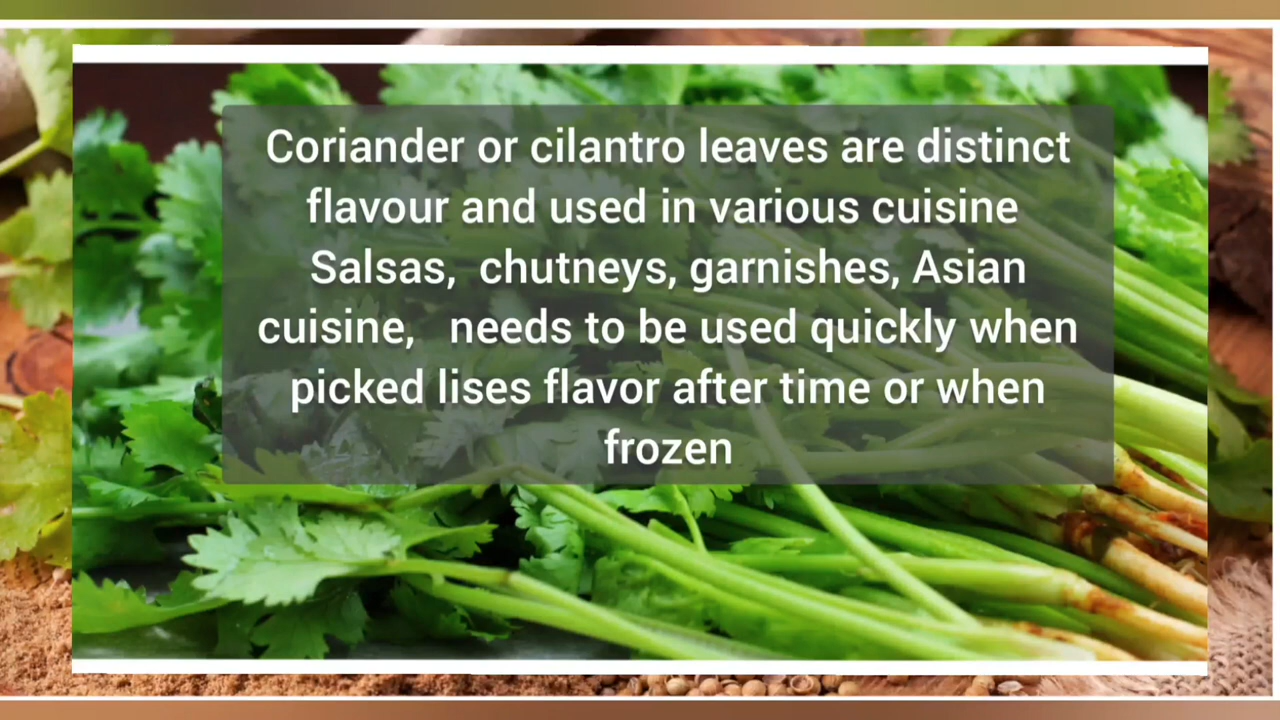 Coriander or cilantro leaves are distinct
flavour and used in various cuisine
Salsas,  chutneys, garnishes, Asian
cuisine,   needs to be used quickly when
picked lises flavor after time or when
frozen